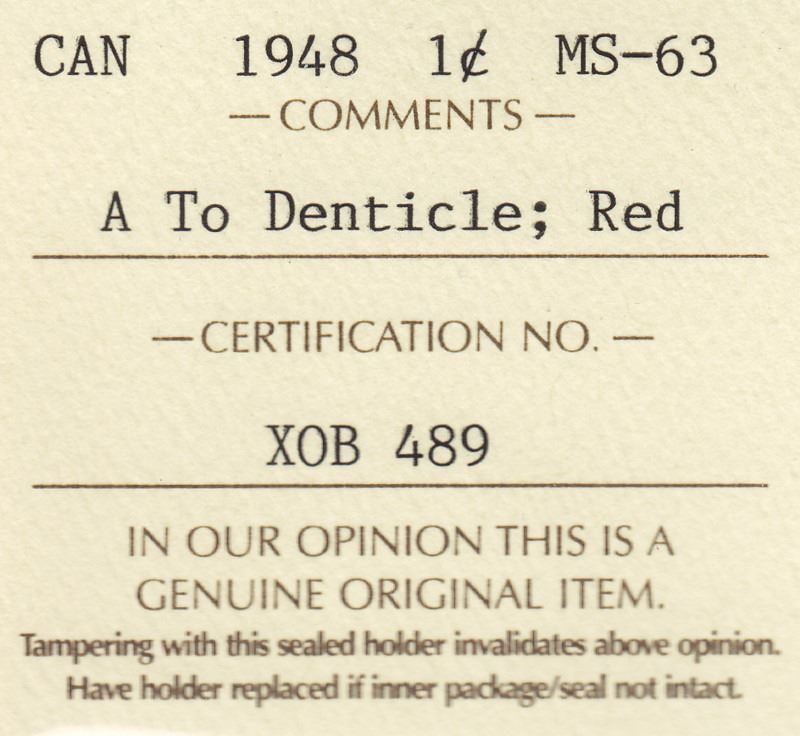 CAN 1948 1¢ MS-63
— COMMENTS —
A To Denticle; Red
— CERTIFICATION NO. —
XOB 489
IN OUR OPINION THIS IS A
GENUINE ORIGINAL ITEM.
Tampering with this sealed holder invalidates above opinion.
Have holder replaced if inner package/seal not intact.